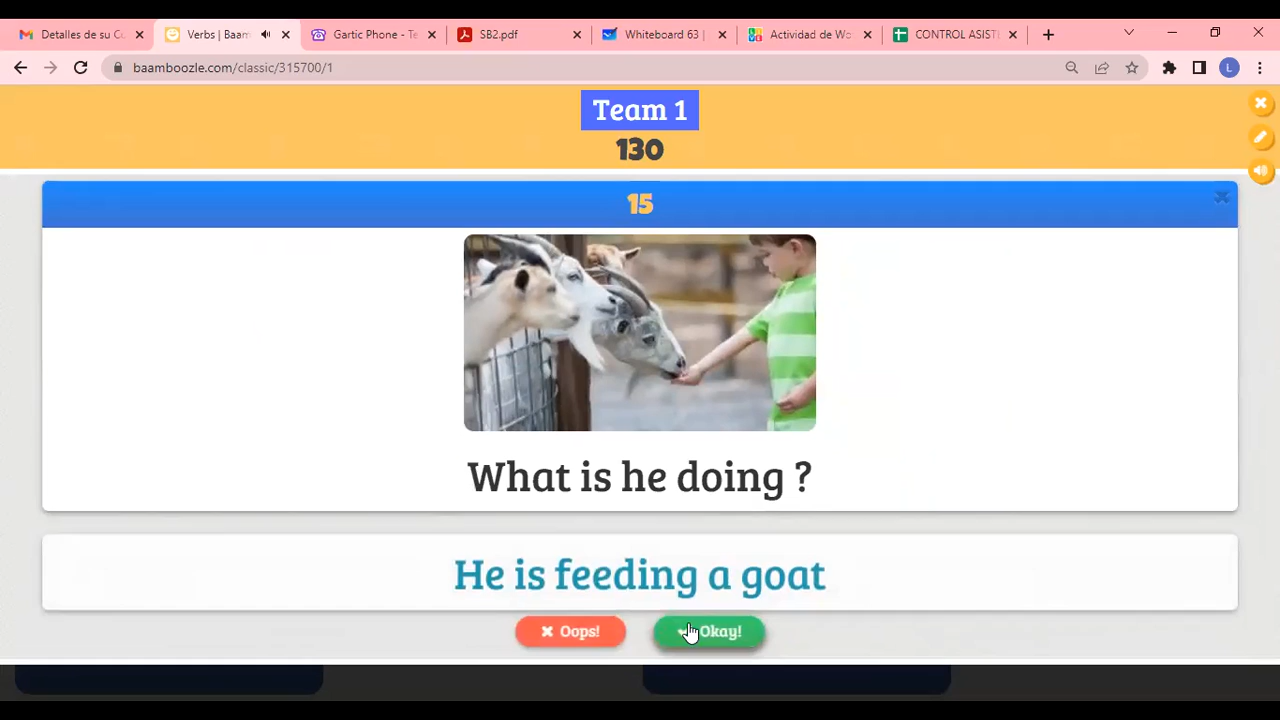 Detalles de su Cu
Verbs | Baam
Gartic Phone - Te
SB2.pdf
Whiteboard 63 |
Actividad de Wo
CONTROL ASIST
baamboozle.com/classic/315700/1
L
Team 1
130
15
What is he doing ?
He is feeding a goat
Oops!
Okay!